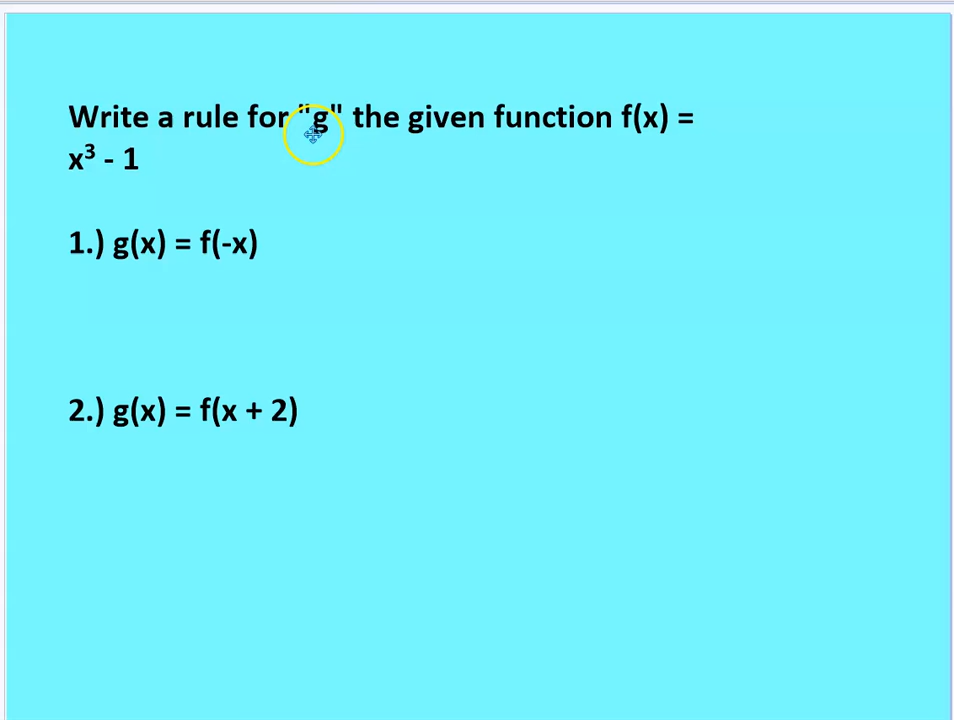 Write a rule for "g" the given function f(x) =
x³ - 1
1.) g(x) = f(-x)
2.) g(x) = f(x + 2)